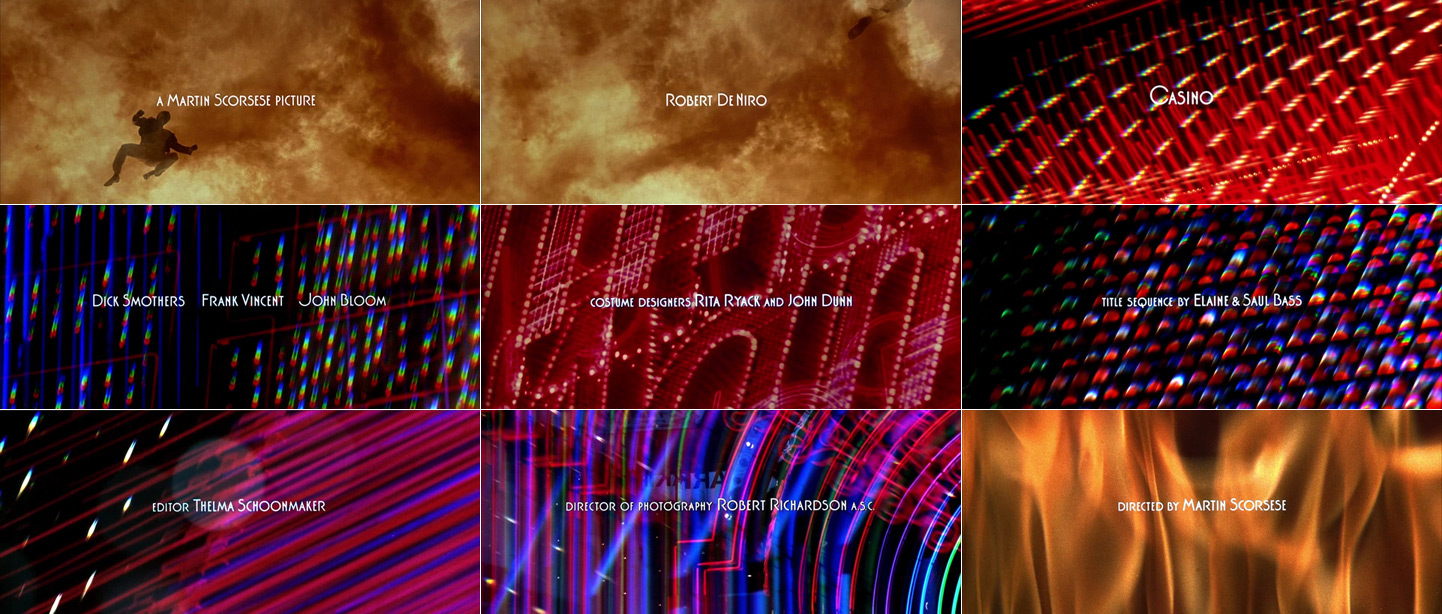 a Martin Scorsese picture
Robert De Niro
Casino
Dick Smothers Frank Vincent John Bloom
costume designers Rita Ryack and John Dunn
title sequence by Elaine & Saul Bass
editor Thelma Schoonmaker
director of photography Robert Richardson A.S.C.
directed by Martin Scorsese